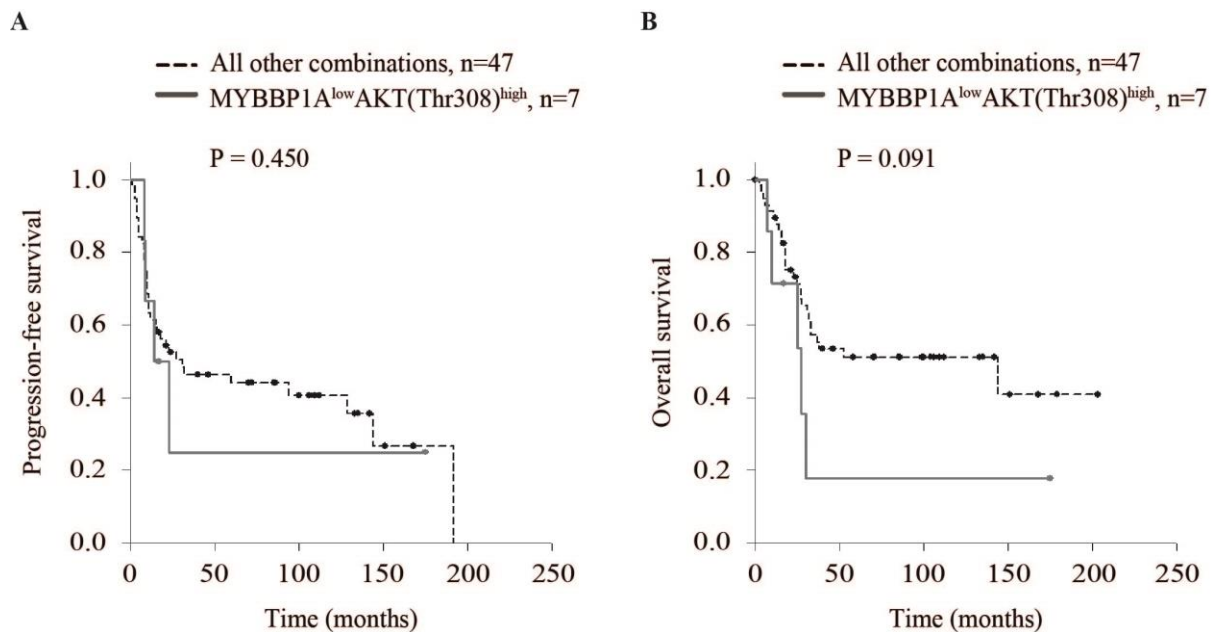 A
All other combinations, n=47
MYBBP1A^low AKT(Thr308)^high, n=7
P = 0.450
Progression-free survival
1.0
0.8
0.6
0.4
0.2
0.0
0 50 100 150 200 250
Time (months)
B
All other combinations, n=47
MYBBP1A^low AKT(Thr308)^high, n=7
P = 0.091
Overall survival
1.0
0.8
0.6
0.4
0.2
0.0
0 50 100 150 200 250
Time (months)